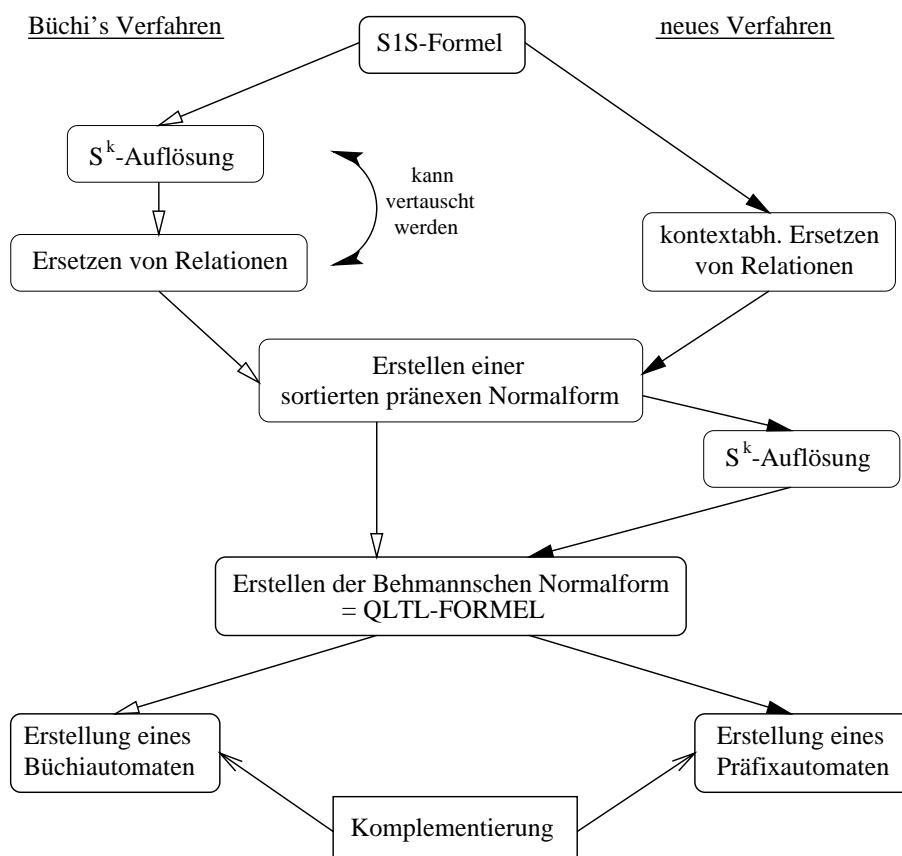 Büchi's Verfahren
neues Verfahren
S1S-Formel
S^k-Auflösung
kann
vertauscht
werden
Ersetzen von Relationen
kontextabh. Ersetzen
von Relationen
Erstellen einer
sortierten pränexen Normalform
S^k-Auflösung
Erstellen der Behmannschen Normalform
= QLTL-FORMEL
Erstellung eines
Büchiautomaten
Erstellung eines
Präfixautomaten
Komplementierung